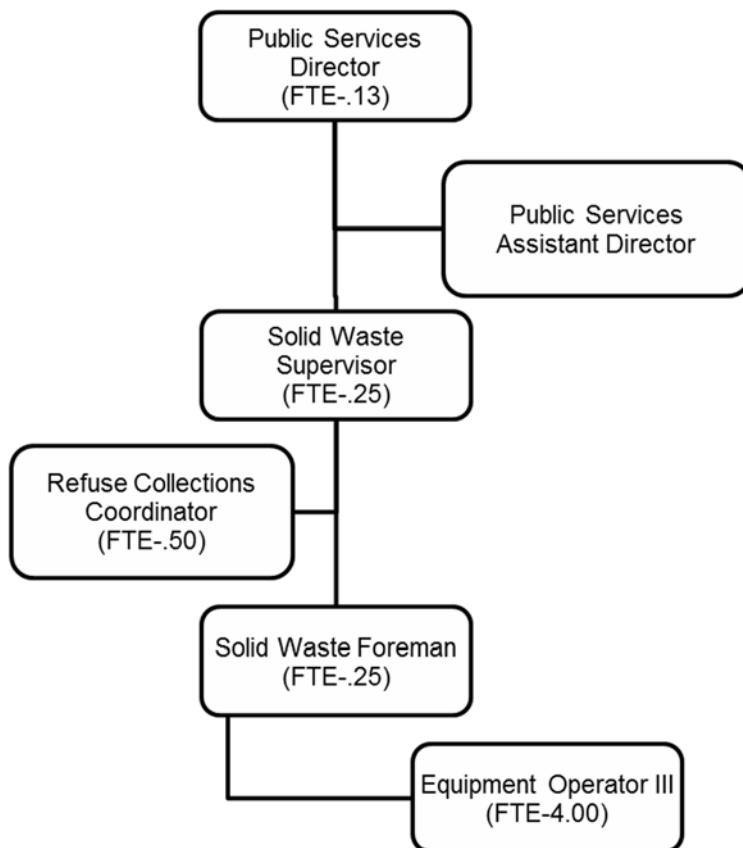 Public Services
Director
(FTE-.13)
Public Services
Assistant Director
Solid Waste
Supervisor
(FTE-.25)
Refuse Collections
Coordinator
(FTE-.50)
Solid Waste Foreman
(FTE-.25)
Equipment Operator III
(FTE-4.00)